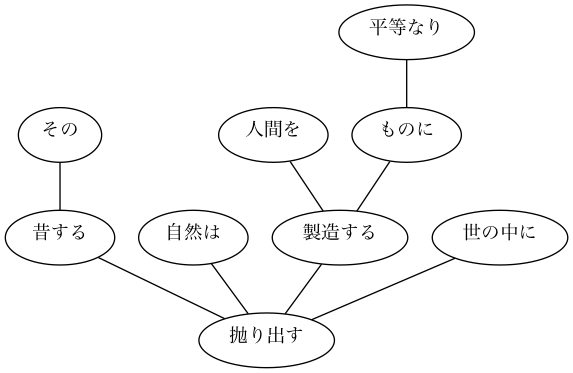 平等なり
その
人間を
ものに
昔する
自然は
製造する
世の中に
抛り出す